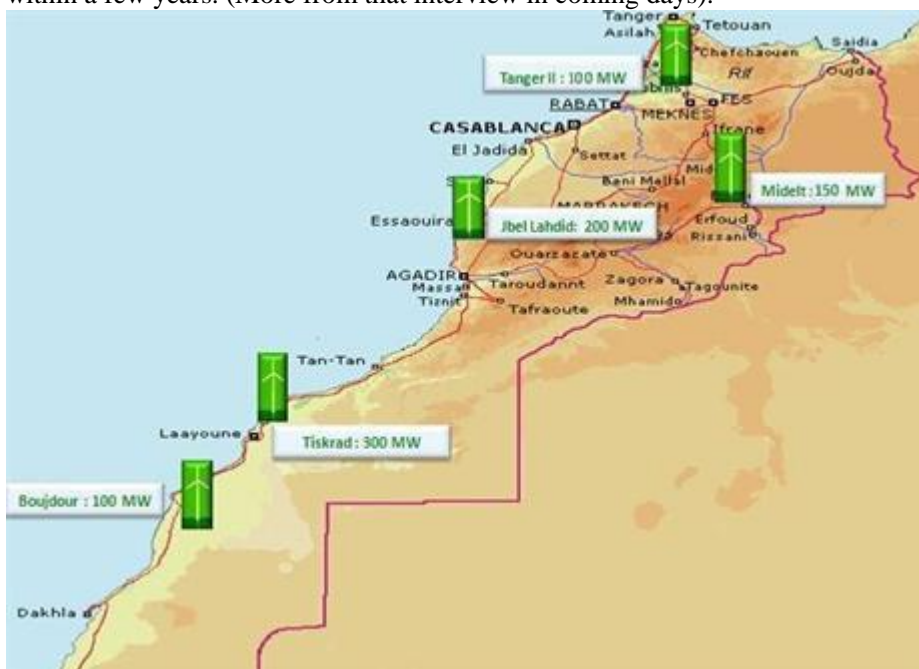 within a few years. (More from that interview in coming days).
Tanger
Tetouan
Asilah
Chefchaouen
Saidia
Tanger II : 100 MW
Rif
Oujda
RABAT
MEKNES
FES
CASABLANCA
Ifrane
El Jadida
Settat
Midelt : 150 MW
Bani Mellal
MARRAKECH
Essaouira
Jbel Lahdid: 200 MW
Erfoud
Rissani
Ouarzazate
AGADIR
Massa
Taroudannt
Zagora
Tagounite
Tiznit
Tafraoute
Mhamid
Tan-Tan
Laayoune
Tiskrad : 300 MW
Boujdour : 100 MW
Dakhla